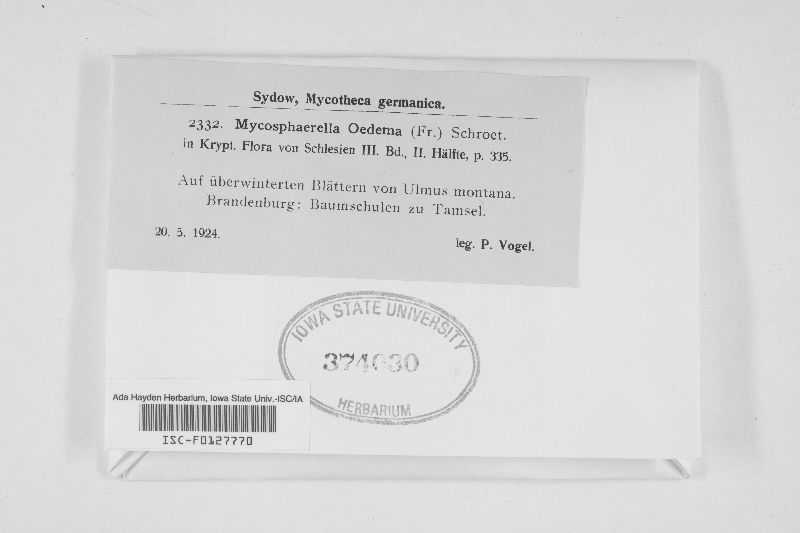 Sydow, Mycotheca germanica.
2332. Mycosphaerella Oedema (Fr.) Schroet.
in Krypt. Flora von Schlesien III. Bd., II. Hälfte, p. 335.
Auf überwinterten Blättern von Ulmus montana.
Brandenburg: Baumschulen zu Tamsel.
20. 5. 1924.
leg. P. Vogel.
IOWA STATE UNIVERSITY
374030
HERBARIUM
Ada Hayden Herbarium, Iowa State Univ.-ISC/IA
ISC-F0127770